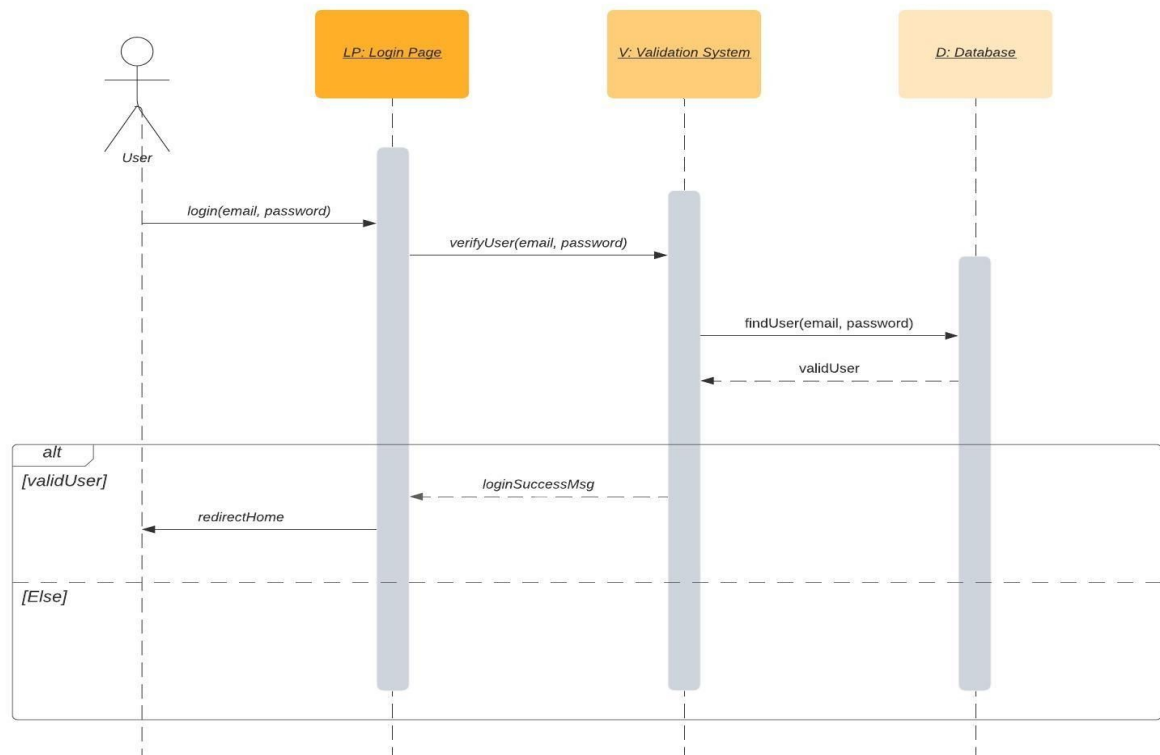 LP: Login Page
V: Validation System
D: Database
User
login(email, password)
verifyUser(email, password)
findUser(email, password)
validUser
alt
[validUser]
loginSuccessMsg
redirectHome
[Else]